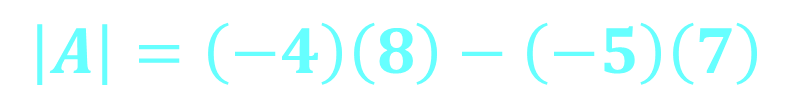 |A| = (−4)(8) − (−5)(7)